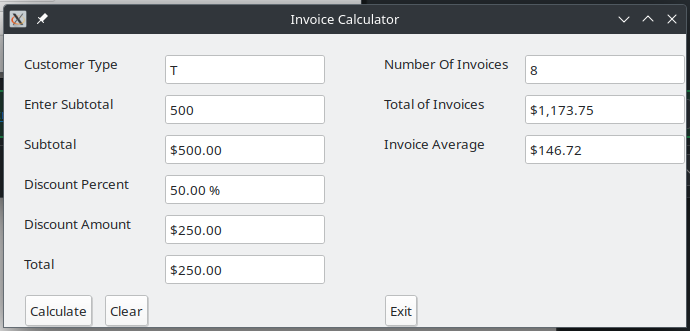 Invoice Calculator
Customer Type T Number Of Invoices 8
Enter Subtotal 500 Total of Invoices $1,173.75
Subtotal $500.00 Invoice Average $146.72
Discount Percent 50.00 %
Discount Amount $250.00
Total $250.00
Calculate Clear Exit